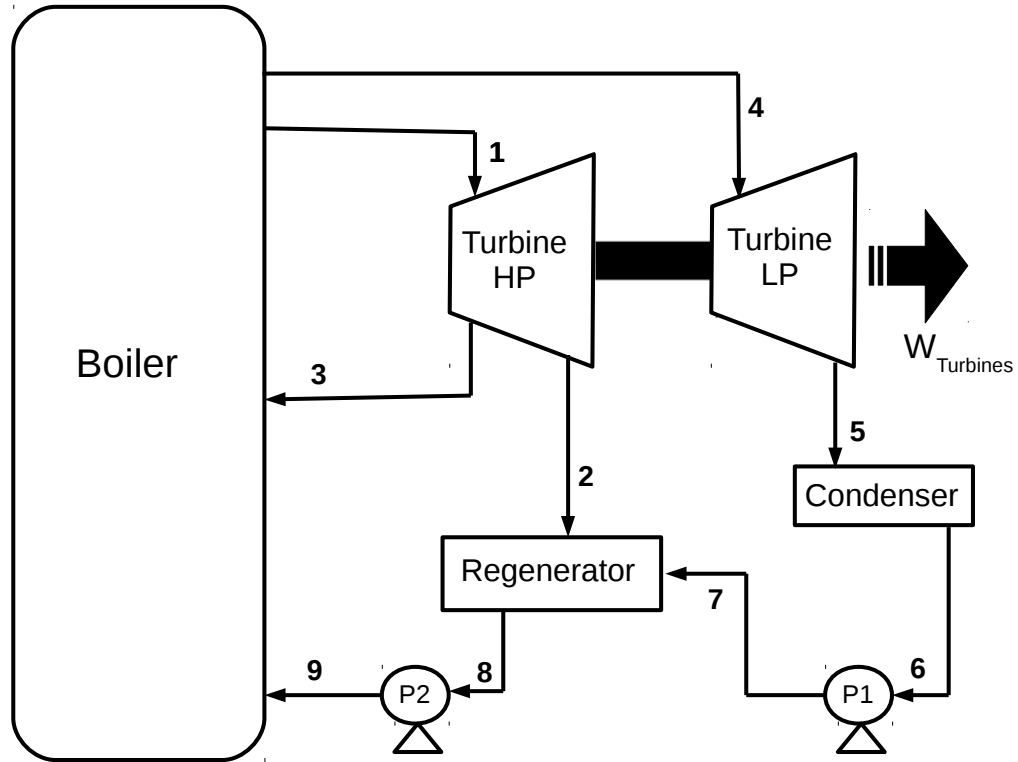 4
1
Turbine
HP
Turbine
LP
W Turbines
Boiler
3
5
2
Condenser
Regenerator
7
9
8
6
P2
P1